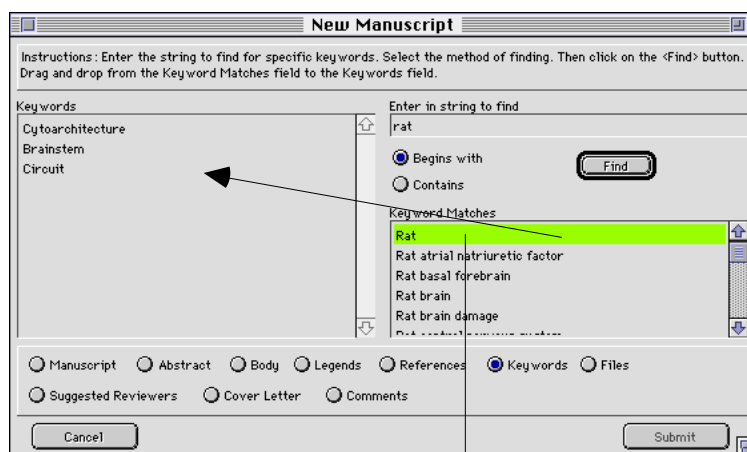 New Manuscript
Instructions: Enter the string to find for specific keywords. Select the method of finding. Then click on the <Find> button.
Drag and drop from the Keyword Matches field to the Keywords field.
Keywords
Cytoarchitecture
Brainstem
Circuit
Enter in string to find
rat
Begins with
Find
Contains
Keyword Matches
Rat
Rat atrial natriuretic factor
Rat basal forebrain
Rat brain
Rat brain damage
Rat central nervous system
Manuscript Abstract Body Legends References Keywords Files
Suggested Reviewers Cover Letter Comments
Cancel Submit